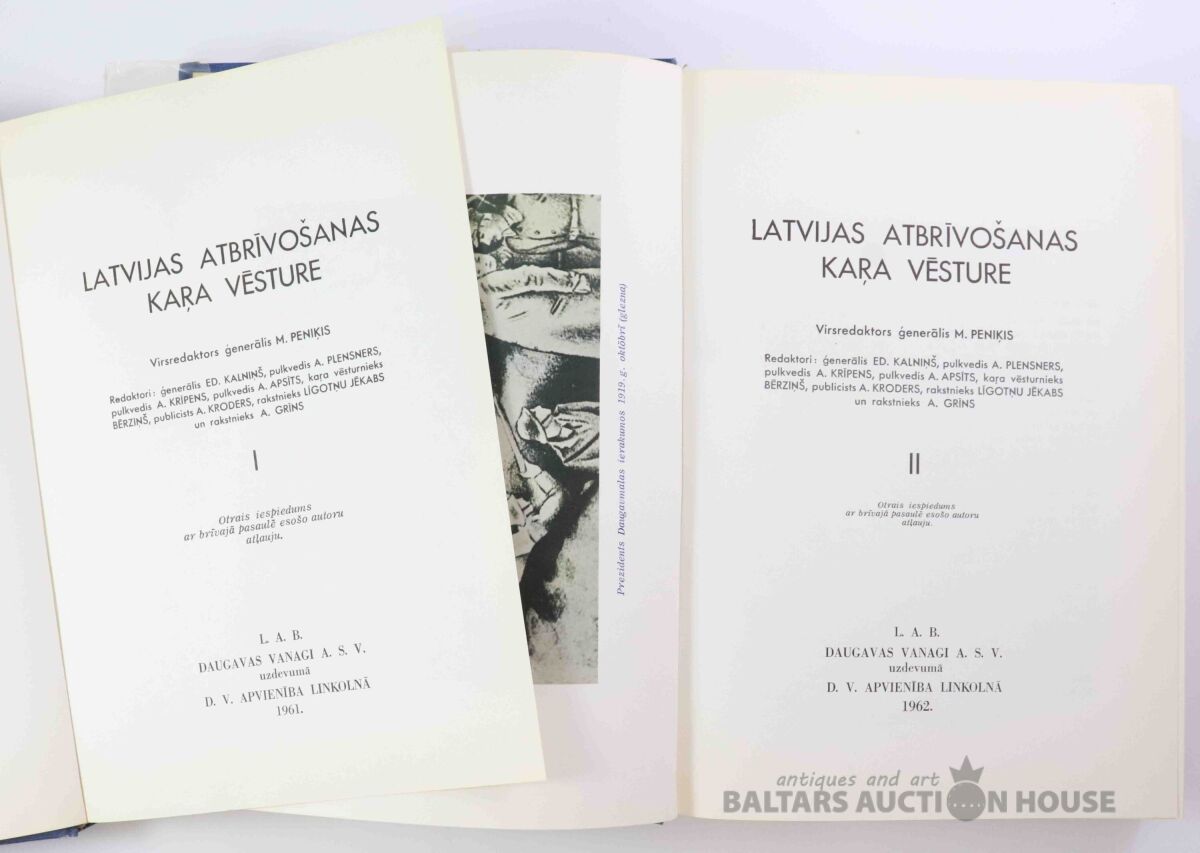 LATVIJAS ATBRĪVOŠANAS
KAŖA VĒSTURE
Virsredaktors ģenerālis M. PENIĶIS
Redaktori: ģenerālis ED. KALNIŅŠ, pulkvedis A. PLENSNERS,
pulkvedis A. KRĪPENS, pulkvedis A. APSĪTS, kaŗa vēsturnieks
BĒRZIŅŠ, publicists A. KRODERS, rakstnieks LĪGOTŅU JĒKABS
un rakstnieks A. GRĪNS
I
Otrais iespiedums
ar brīvajā pasaulē esošo autoru
atļauju.
L. A. B.
DAUGAVAS VANAGI A. S. V.
uzdevumā
D. V. APVIENĪBA LINKOLNĀ
1961.
Prezidents Daugavmalas ierakumos 1919. g. oktōbrī (glezna)
LATVIJAS ATBRĪVOŠANAS
KAŖA VĒSTURE
Virsredaktors ģenerālis M. PENIĶIS
Redaktori: ģenerālis ED. KALNIŅŠ, pulkvedis A. PLENSNERS,
pulkvedis A. KRĪPENS, pulkvedis A. APSĪTS, kaŗa vēsturnieks
BĒRZIŅŠ, publicists A. KRODERS, rakstnieks LĪGOTŅU JĒKABS
un rakstnieks A. GRĪNS
II
Otrais iespiedums
ar brīvajā pasaulē esošo autoru
atļauju.
L. A. B.
DAUGAVAS VANAGI A. S. V.
uzdevumā
D. V. APVIENĪBA LINKOLNĀ
1962.
antiques and art
BALTARS AUCTION HOUSE